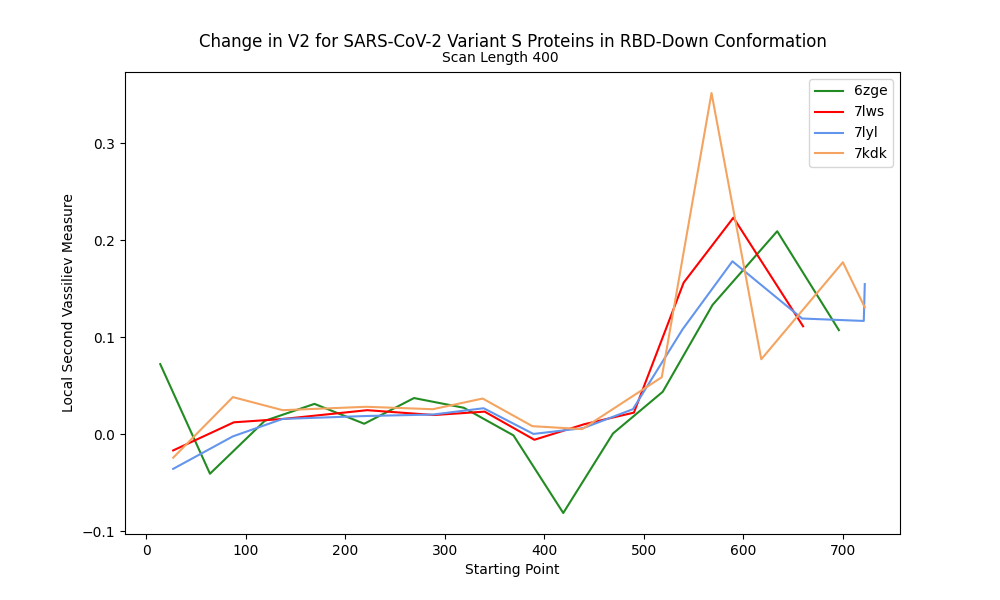 Change in V2 for SARS-CoV-2 Variant S Proteins in RBD-Down Conformation
Scan Length 400
6zge
7lws
7lyl
7kdk
Local Second Vassiliev Measure
0.3
0.2
0.1
0.0
−0.1
0 100 200 300 400 500 600 700
Starting Point